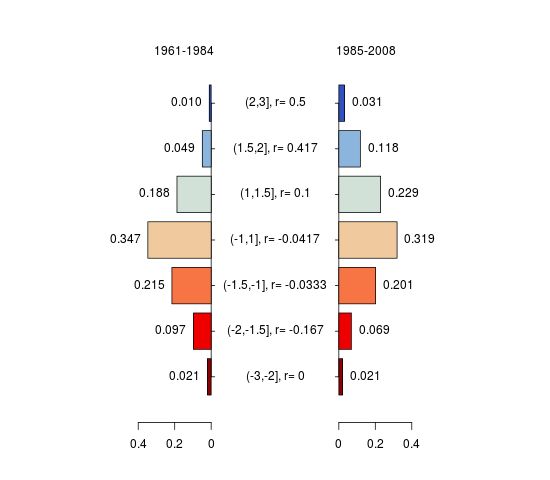 1961-1984 1985-2008
0.010 (2,3], r= 0.5 0.031
0.049 (1.5,2], r= 0.417 0.118
0.188 (1,1.5], r= 0.1 0.229
0.347 (-1,1], r= -0.0417 0.319
0.215 (-1.5,-1], r= -0.0333 0.201
0.097 (-2,-1.5], r= -0.167 0.069
0.021 (-3,-2], r= 0 0.021
0.4 0.2 0 0 0.2 0.4